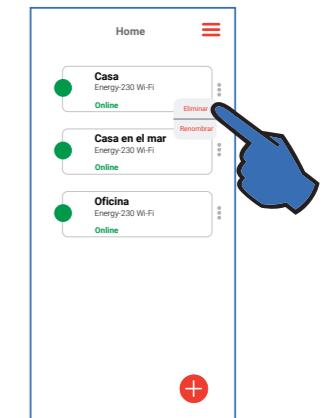 Home
Casa
Energy-230 Wi-Fi
Online
Eliminar
Renombrar
Casa en el mar
Energy-230 Wi-Fi
Online
Oficina
Energy-230 Wi-Fi
Online